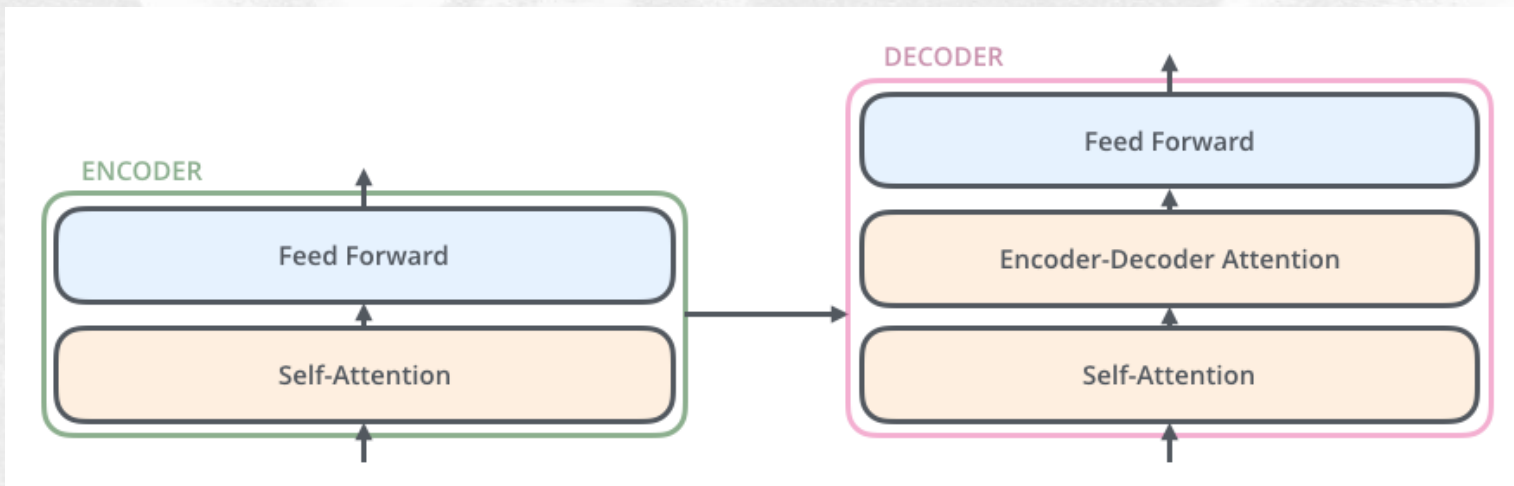 ENCODER
Feed Forward
Self-Attention
DECODER
Feed Forward
Encoder-Decoder Attention
Self-Attention